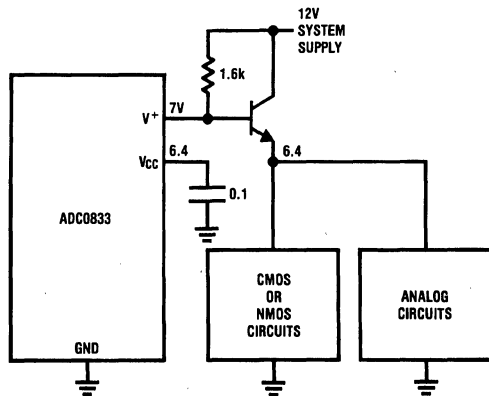 12V
SYSTEM
SUPPLY
1.6k
7V
V+
6.4
VCC
6.4
0.1
ADC0833
CMOS
OR
NMOS
CIRCUITS
ANALOG
CIRCUITS
GND